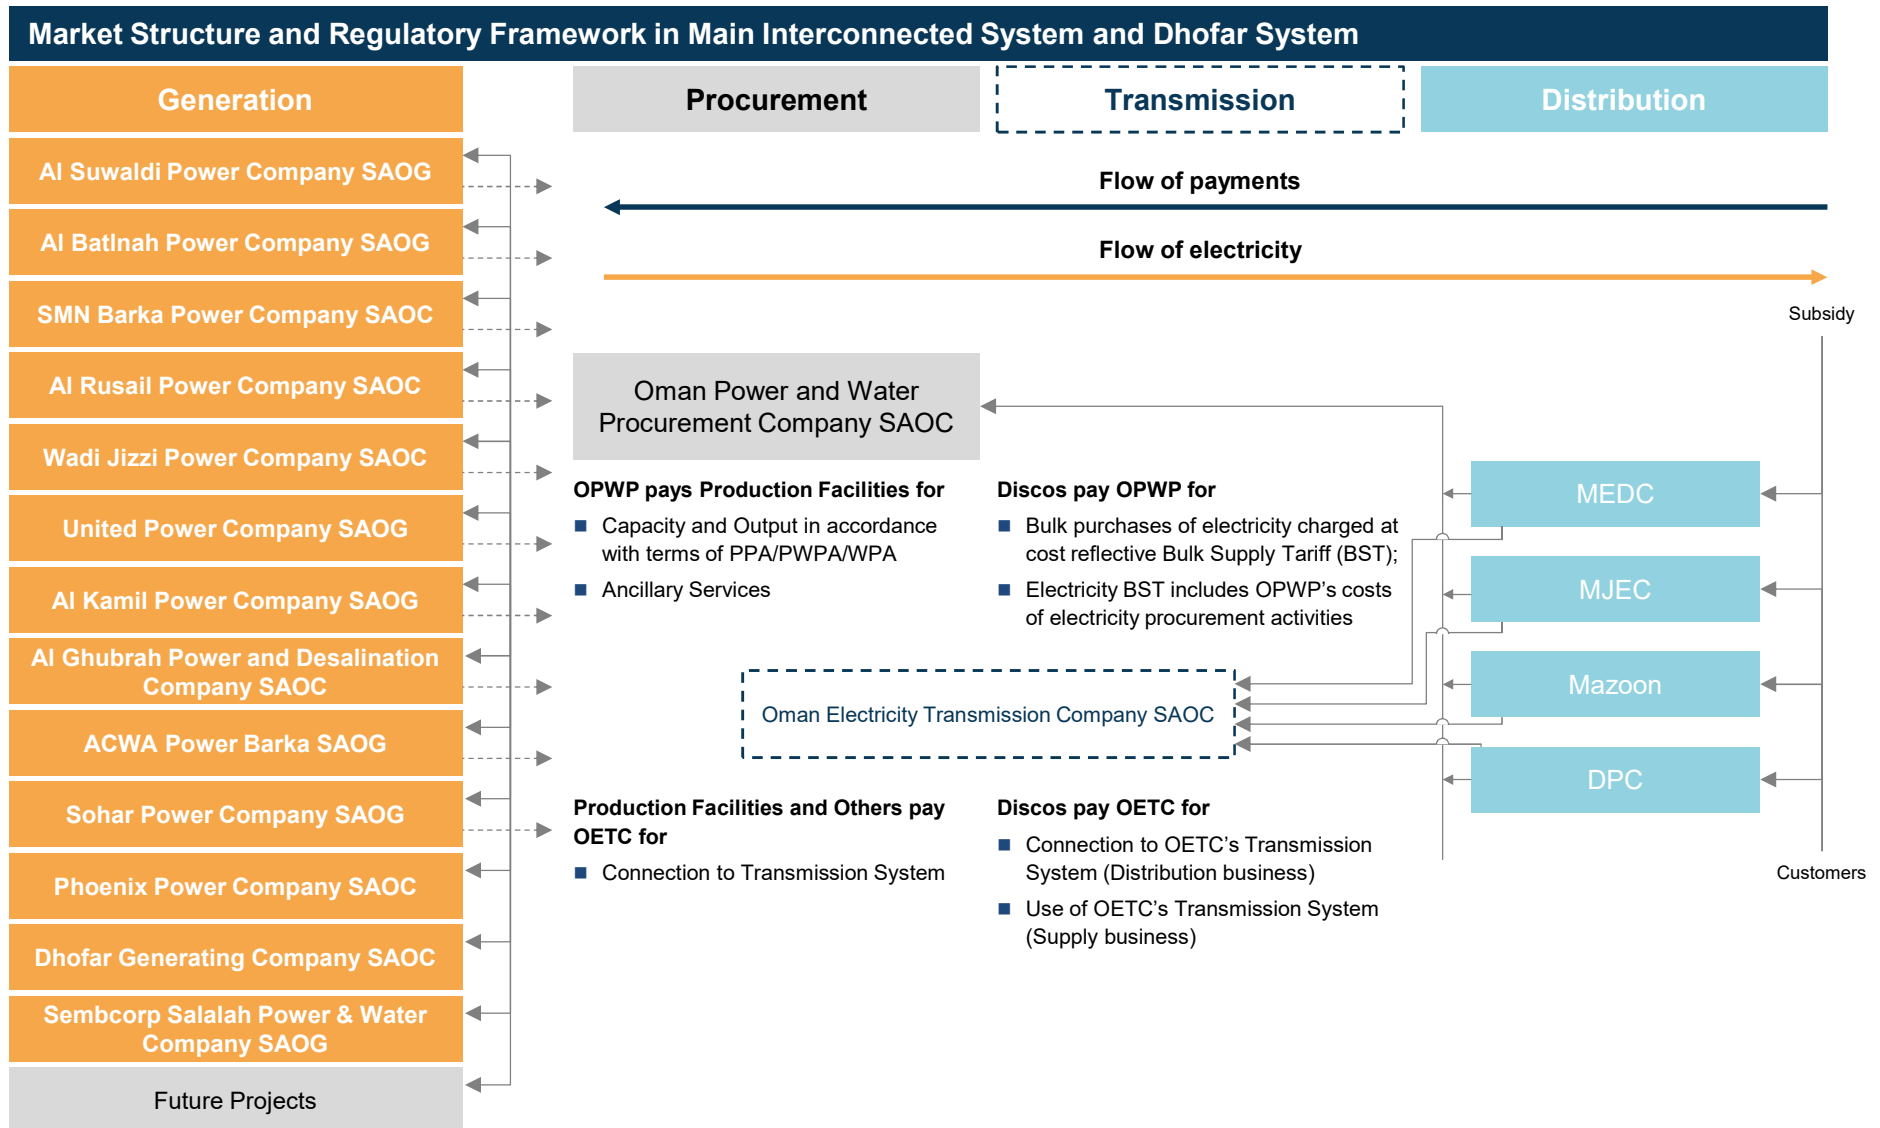 Market Structure and Regulatory Framework in Main Interconnected System and Dhofar System
Generation
Procurement
Transmission
Distribution
Al Suwaldi Power Company SAOG
Al Batlnah Power Company SAOG
SMN Barka Power Company SAOC
Al Rusail Power Company SAOC
Wadi Jizzi Power Company SAOC
United Power Company SAOG
Al Kamil Power Company SAOG
Al Ghubrah Power and Desalination
Company SAOC
ACWA Power Barka SAOG
Sohar Power Company SAOG
Phoenix Power Company SAOC
Dhofar Generating Company SAOC
Sembcorp Salalah Power & Water
Company SAOG
Future Projects
Flow of payments
Flow of electricity
Subsidy
Oman Power and Water
Procurement Company SAOC
OPWP pays Production Facilities for
■ Capacity and Output in accordance
with terms of PPA/PWPA/WPA
■ Ancillary Services
Discos pay OPWP for
■ Bulk purchases of electricity charged at
cost reflective Bulk Supply Tariff (BST);
■ Electricity BST includes OPWP’s costs
of electricity procurement activities
MEDC
MJEC
Mazoon
DPC
Oman Electricity Transmission Company SAOC
Production Facilities and Others pay
OETC for
■ Connection to Transmission System
Discos pay OETC for
■ Connection to OETC’s Transmission
System (Distribution business)
■ Use of OETC’s Transmission System
(Supply business)
Customers